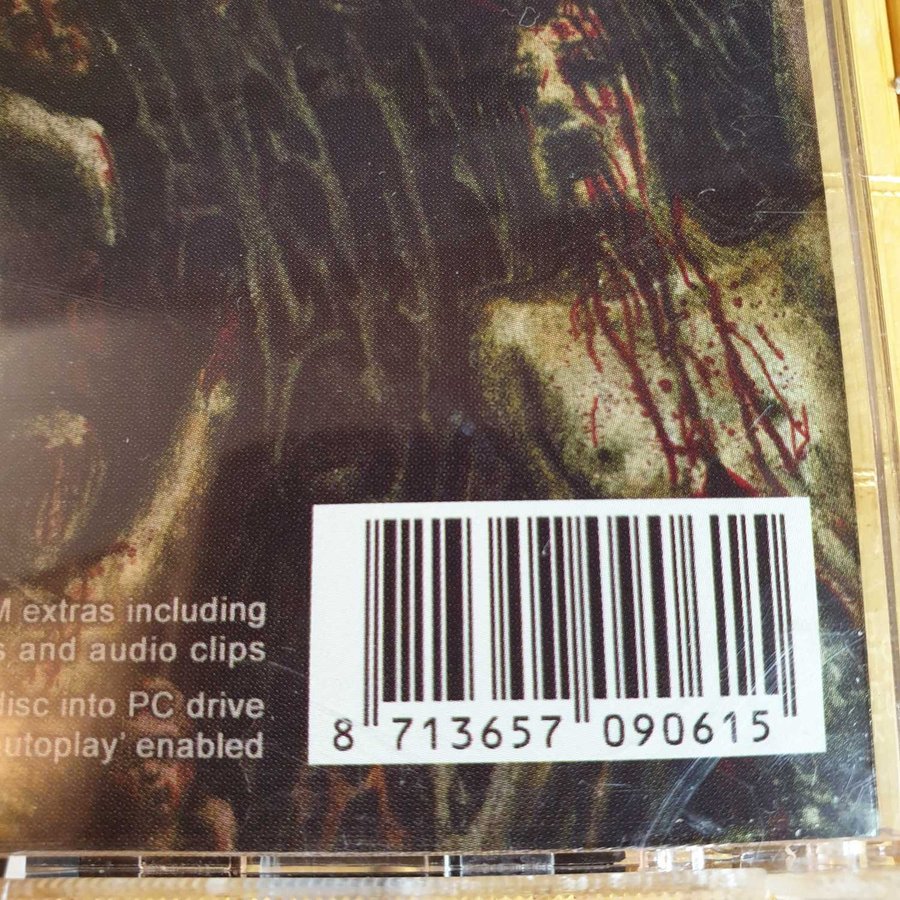 M extras including
s and audio clips
disc into PC drive
utoplay' enabled
8 713657 090615